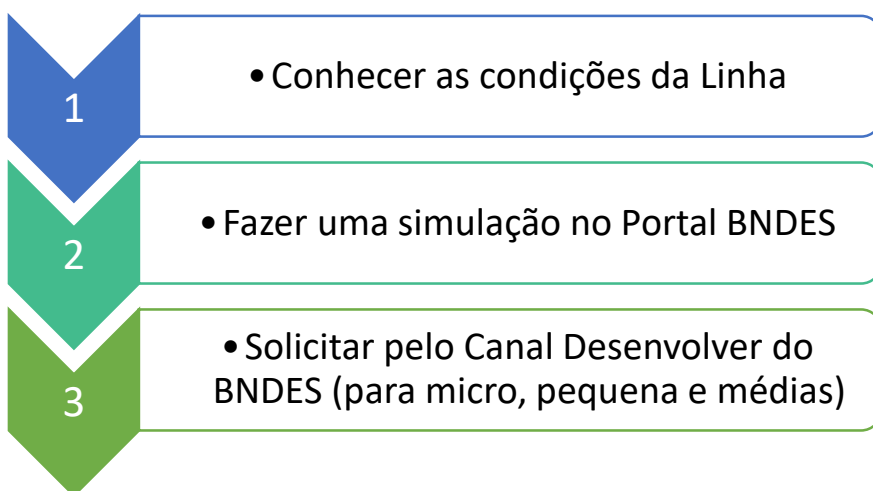 1
• Conhecer as condições da Linha
2
• Fazer uma simulação no Portal BNDES
3
• Solicitar pelo Canal Desenvolver do
BNDES (para micro, pequena e médias)